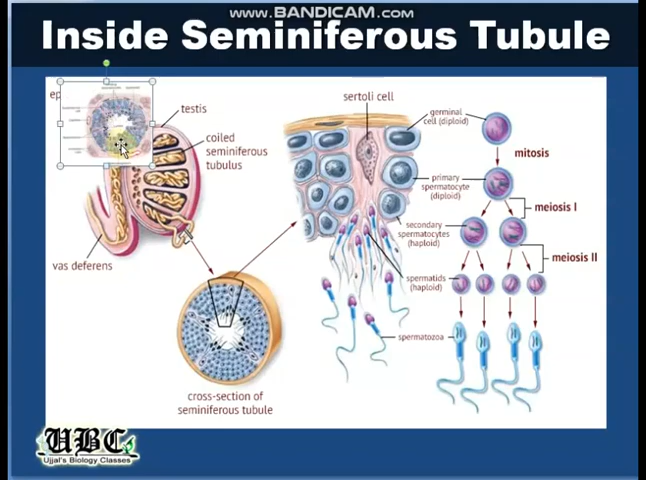 WWW.BANDICAM.COM
Inside Seminiferous Tubule
ep
testis
coiled
seminiferous
tubulus
vas deferens
cross-section of
seminiferous tubule
sertoli cell
germinal
cell (diploid)
mitosis
primary
spermatocyte
(diploid)
meiosis I
secondary
spermatocytes
(haploid)
meiosis II
spermatids
(haploid)
spermatozoa
UBC
Ujjal's Biology Classes